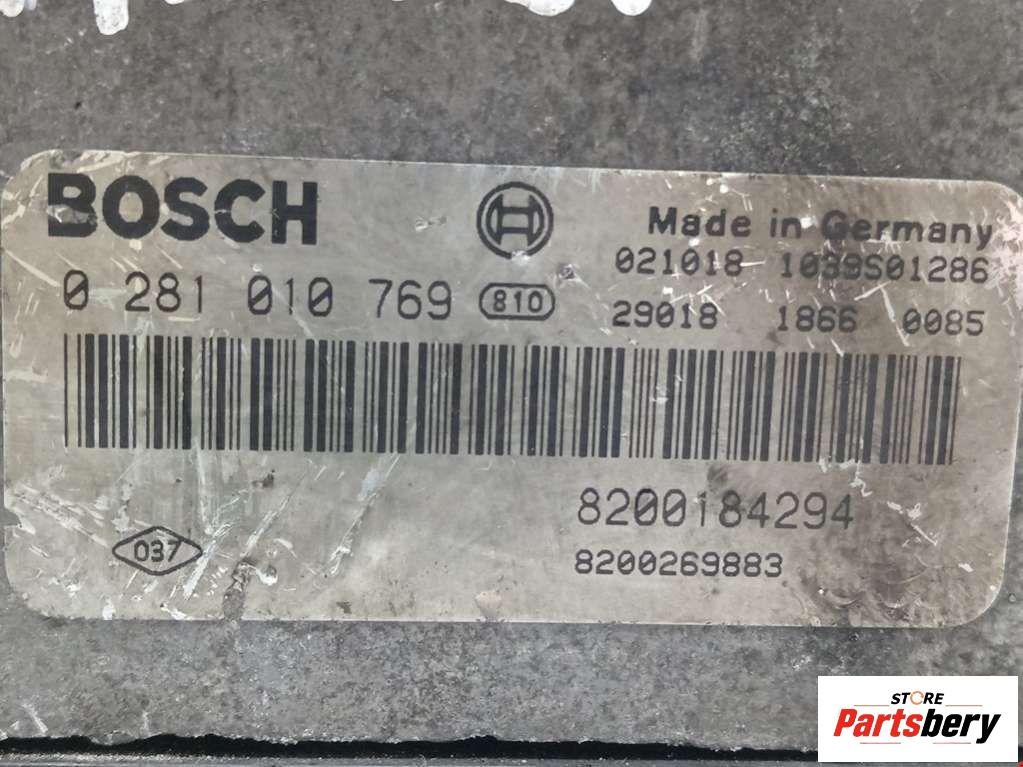 BOSCH
Made in Germany
021018 1039S01286
0 281 010 769 810
29018 1866 0085
8200184294
037
8200269883
STORE
Partsbery